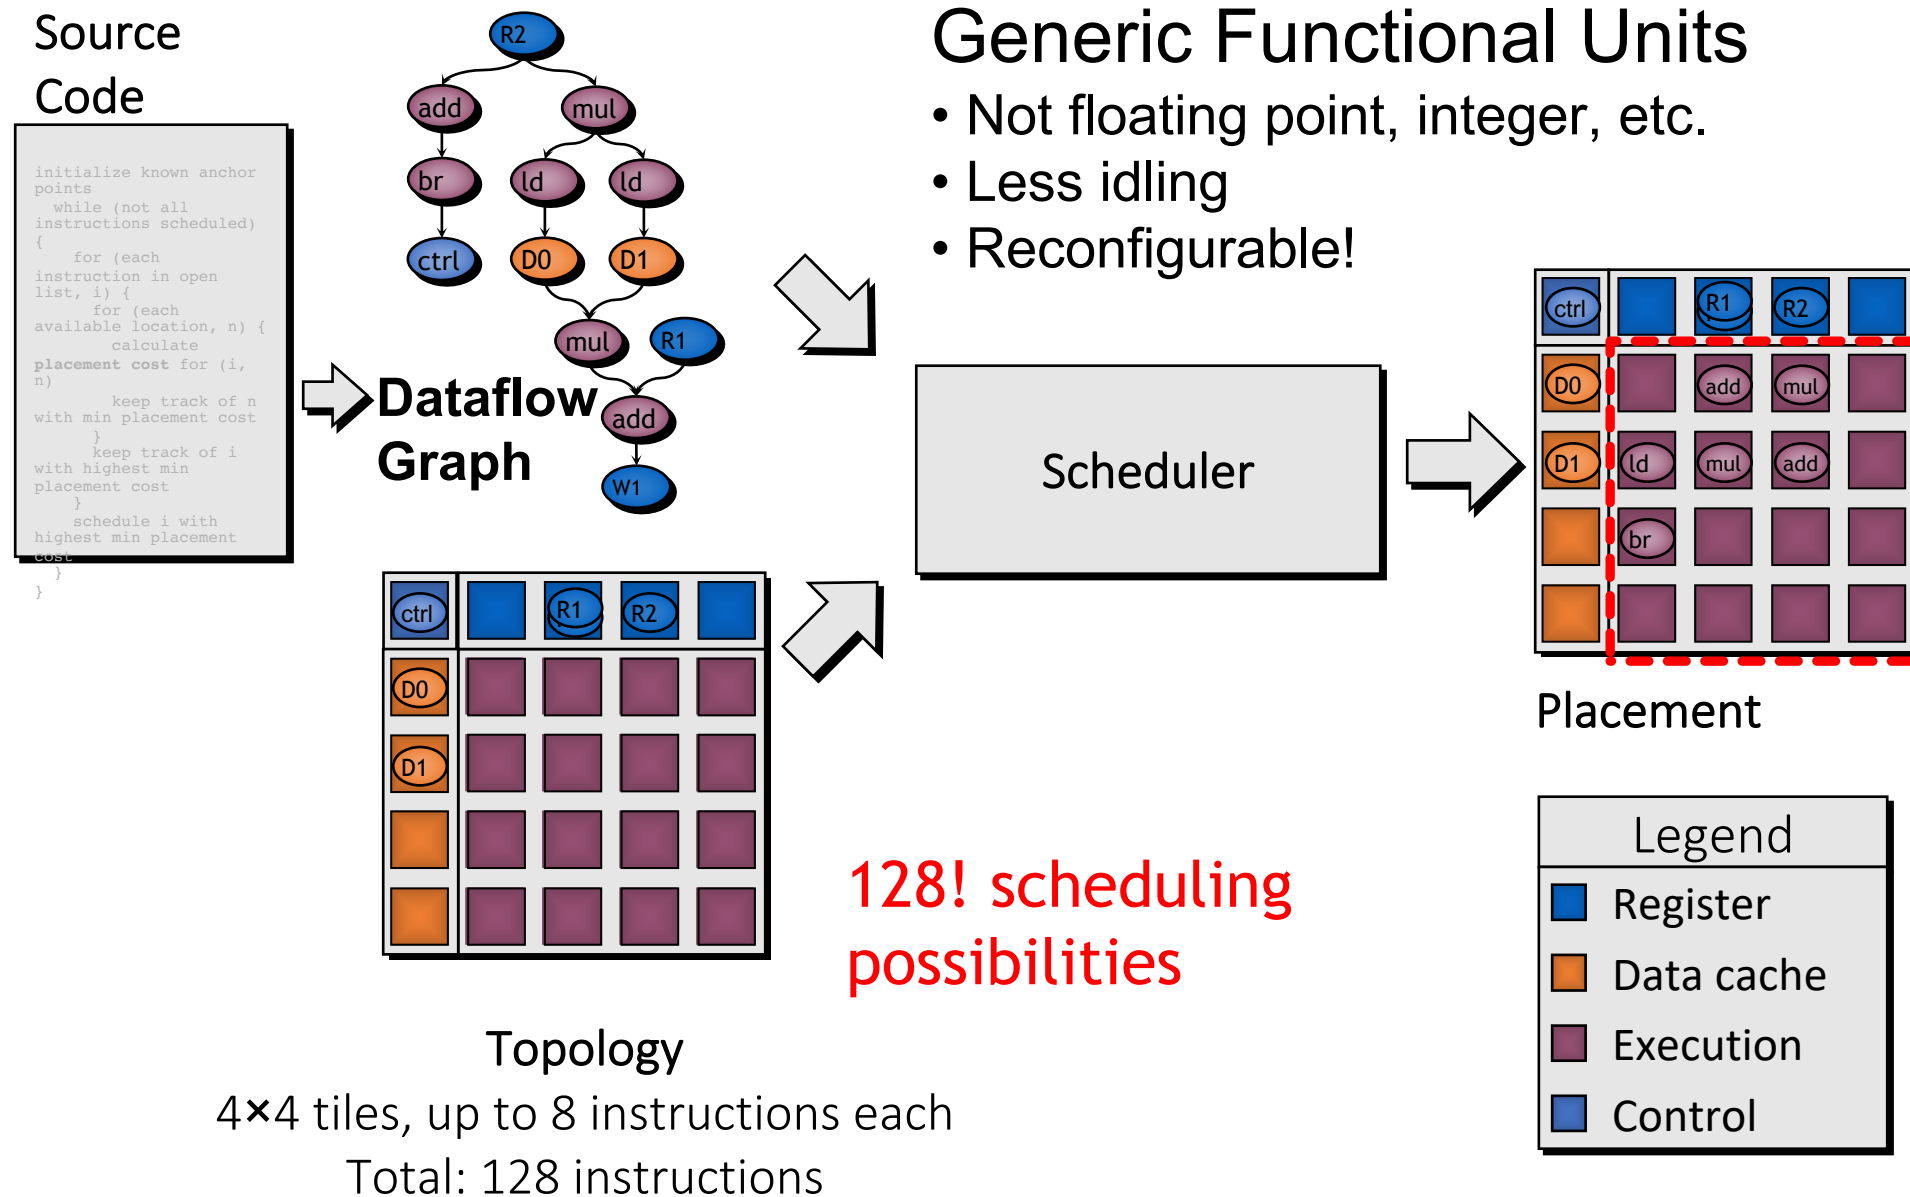 Source
Code
initialize known anchor
points
while (not all
instructions scheduled)
{
for (each
instruction in open
list, i) {
for (each
available location, n) {
calculate
placement cost for (i,
n)
keep track of n
with min placement cost
}
keep track of i
with highest min
placement cost
}
schedule i with
highest min placement
cost
}
}
R2
add
mul
br
ld
ld
ctrl
D0
D1
mul
R1
add
W1
Dataflow
Graph
Generic Functional Units
• Not floating point, integer, etc.
• Less idling
• Reconfigurable!
Scheduler
ctrl
R1
R2
D0
add
mul
D1
ld
mul
add
br
Placement
ctrl
R1
R2
D0
D1
Topology
4×4 tiles, up to 8 instructions each
Total: 128 instructions
128! scheduling
possibilities
Legend
Register
Data cache
Execution
Control